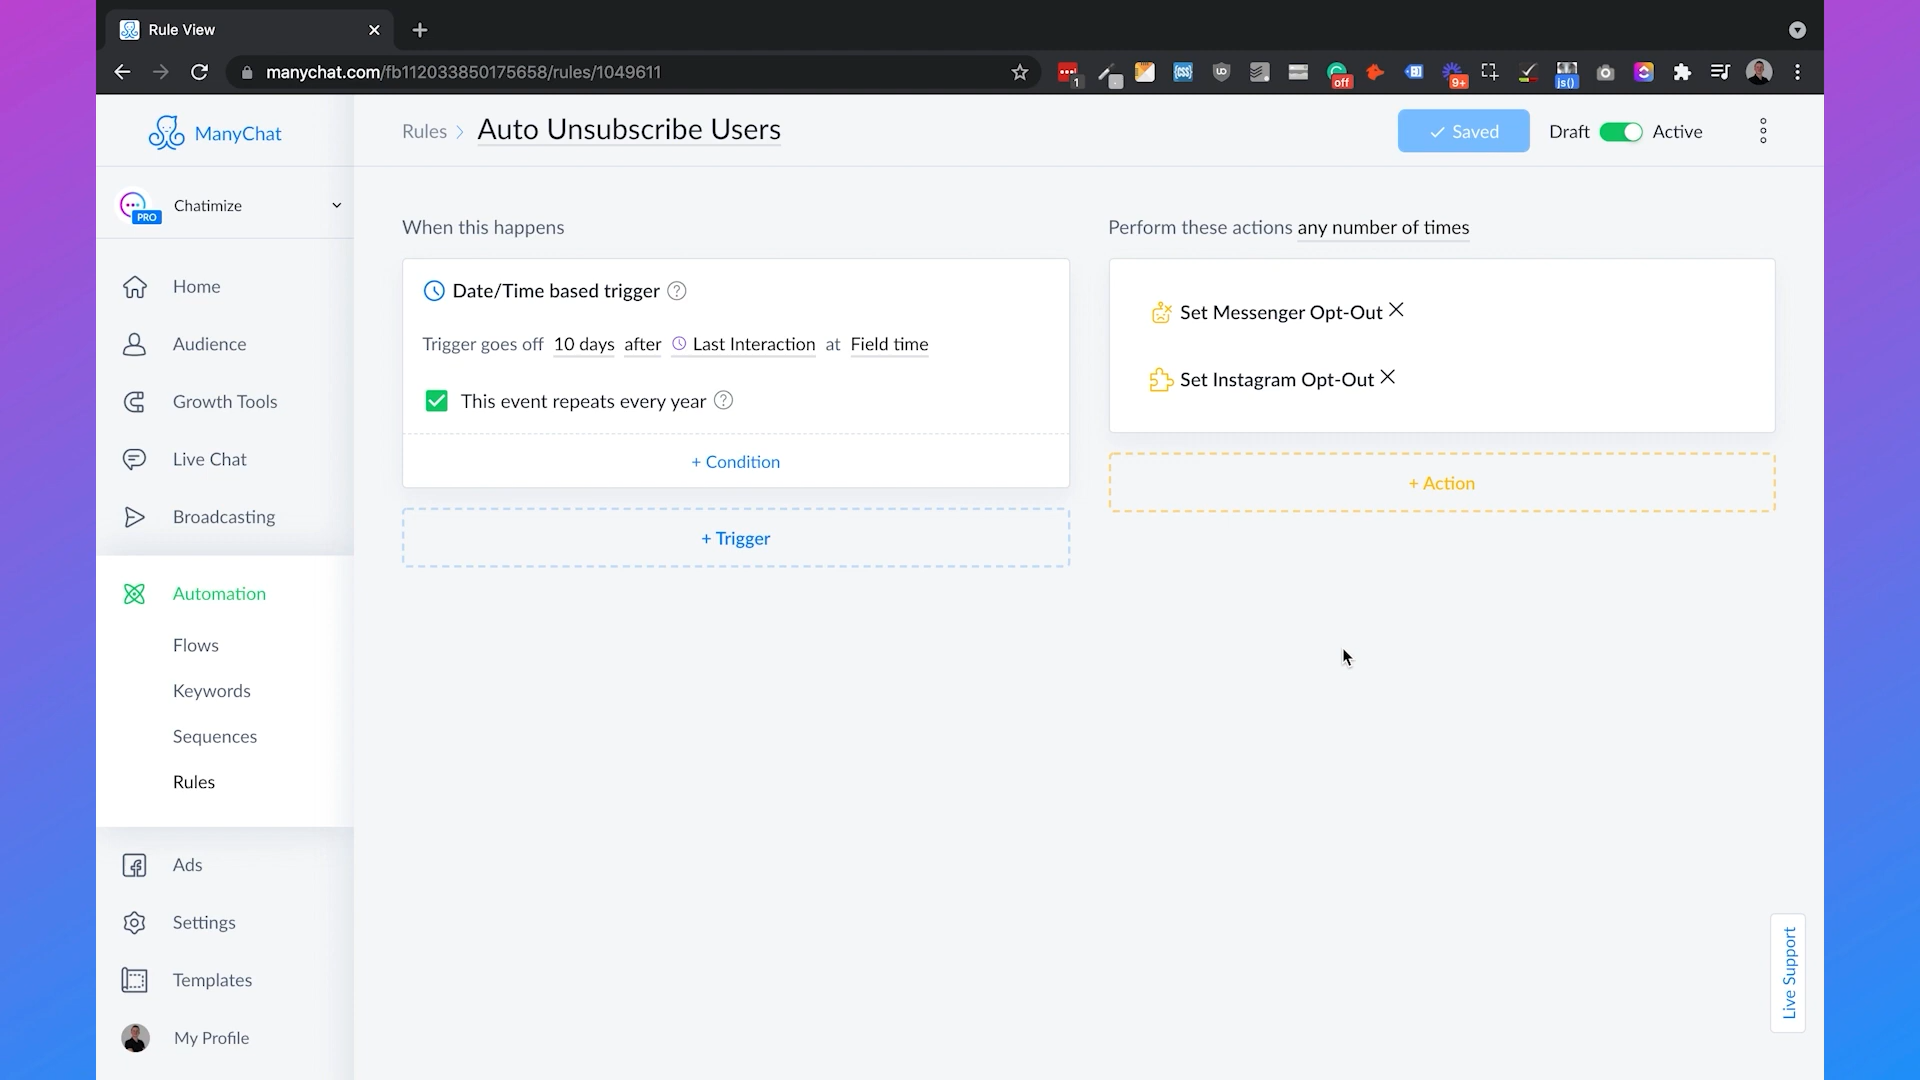 Rule View
manychat.com/fb112033850175658/rules/1049611
1
off
9+
js()
ManyChat
Rules > Auto Unsubscribe Users
Saved
Draft Active
PRO
Chatimize
Home
Audience
Growth Tools
Live Chat
Broadcasting
Automation
Flows
Keywords
Sequences
Rules
Ads
Settings
Templates
My Profile
When this happens
Date/Time based trigger ?
Trigger goes off 10 days after Last Interaction at Field time
This event repeats every year ?
+ Condition
+ Trigger
Perform these actions any number of times
Set Messenger Opt-Out
Set Instagram Opt-Out
+ Action
Live Support